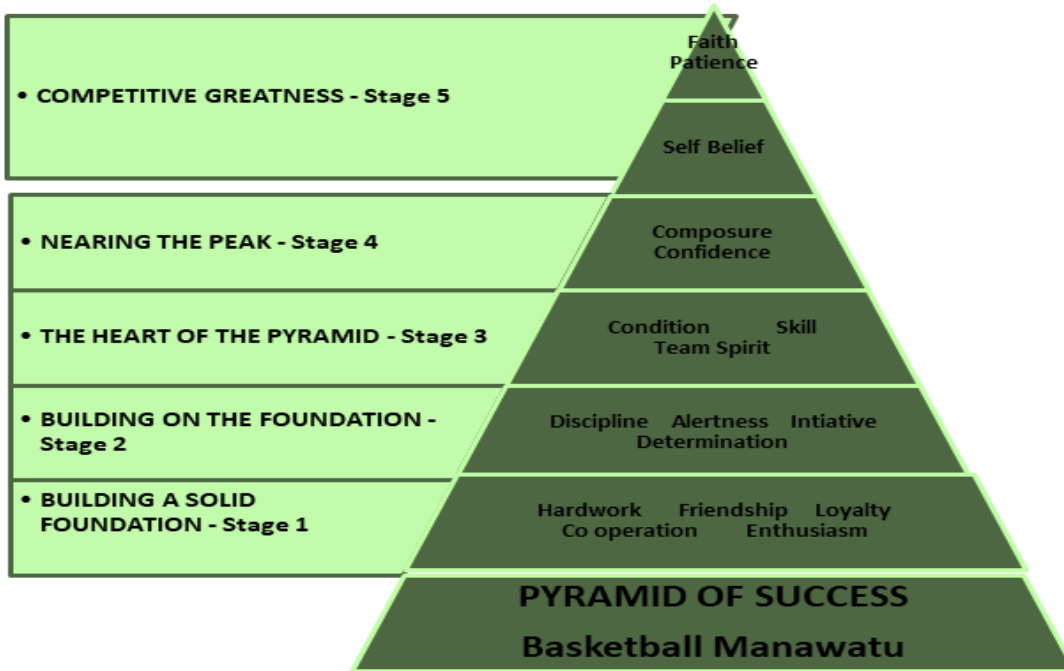 Faith
Patience
• COMPETITIVE GREATNESS - Stage 5
Self Belief
• NEARING THE PEAK - Stage 4
Composure
Confidence
• THE HEART OF THE PYRAMID - Stage 3
Condition Skill
Team Spirit
• BUILDING ON THE FOUNDATION -
Stage 2
Discipline Alertness Intiative
Determination
• BUILDING A SOLID
FOUNDATION - Stage 1
Hardwork Friendship Loyalty
Co operation Enthusiasm
PYRAMID OF SUCCESS
Basketball Manawatu